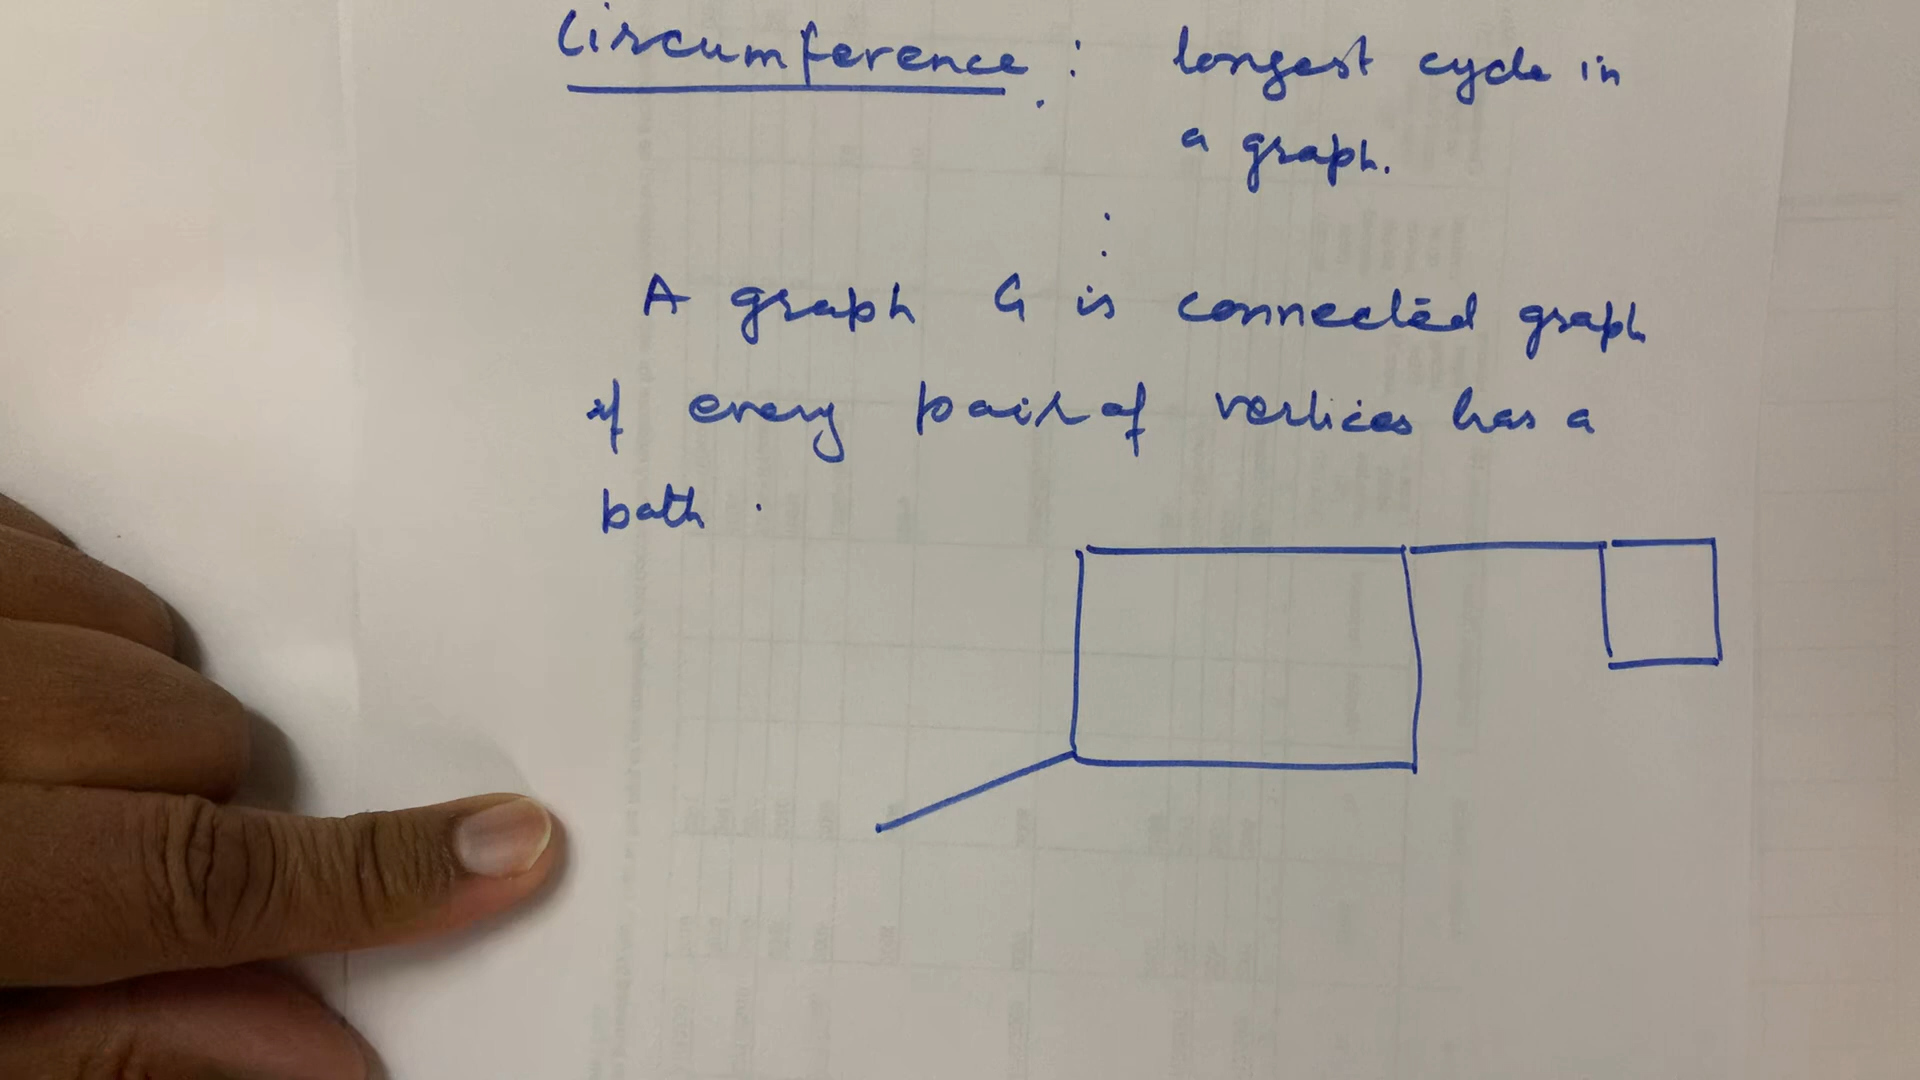 Circumference : longest cycle in
a graph.
A graph G is connected graph
if every pair of vertices has a
path .